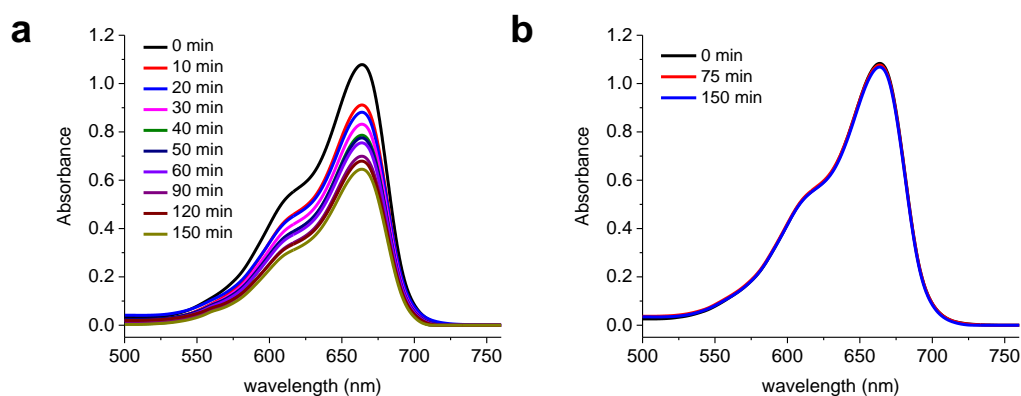 a
1.2
1.0
0.8
0.6
0.4
0.2
0.0
Absorbance
0 min
10 min
20 min
30 min
40 min
50 min
60 min
90 min
120 min
150 min
500 550 600 650 700 750
wavelength (nm)
b
1.2
1.0
0.8
0.6
0.4
0.2
0.0
Absorbance
0 min
75 min
150 min
500 550 600 650 700 750
wavelength (nm)